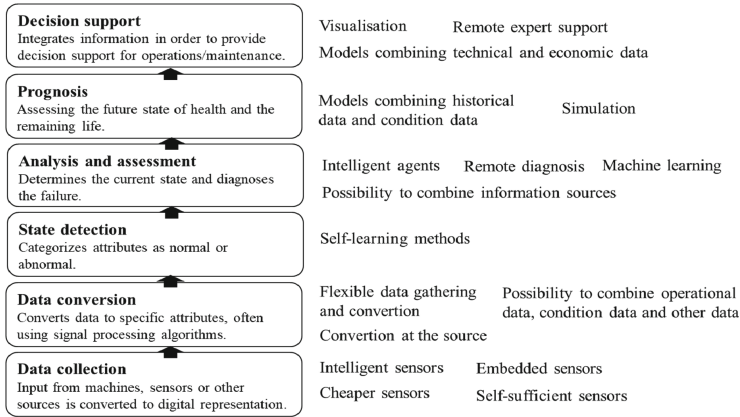 Decision support
Integrates information in order to provide
decision support for operations/maintenance.
Visualisation Remote expert support
Models combining technical and economic data
Prognosis
Assessing the future state of health and the
remaining life.
Models combining historical
data and condition data
Simulation
Analysis and assessment
Determines the current state and diagnoses
the failure.
Intelligent agents Remote diagnosis Machine learning
Possibility to combine information sources
State detection
Categorizes attributes as normal or
abnormal.
Self-learning methods
Data conversion
Converts data to specific attributes, often
using signal processing algorithms.
Flexible data gathering
and convertion
Possibility to combine operational
data, condition data and other data
Convertion at the source
Data collection
Input from machines, sensors or other
sources is converted to digital representation.
Intelligent sensors Embedded sensors
Cheaper sensors Self-sufficient sensors